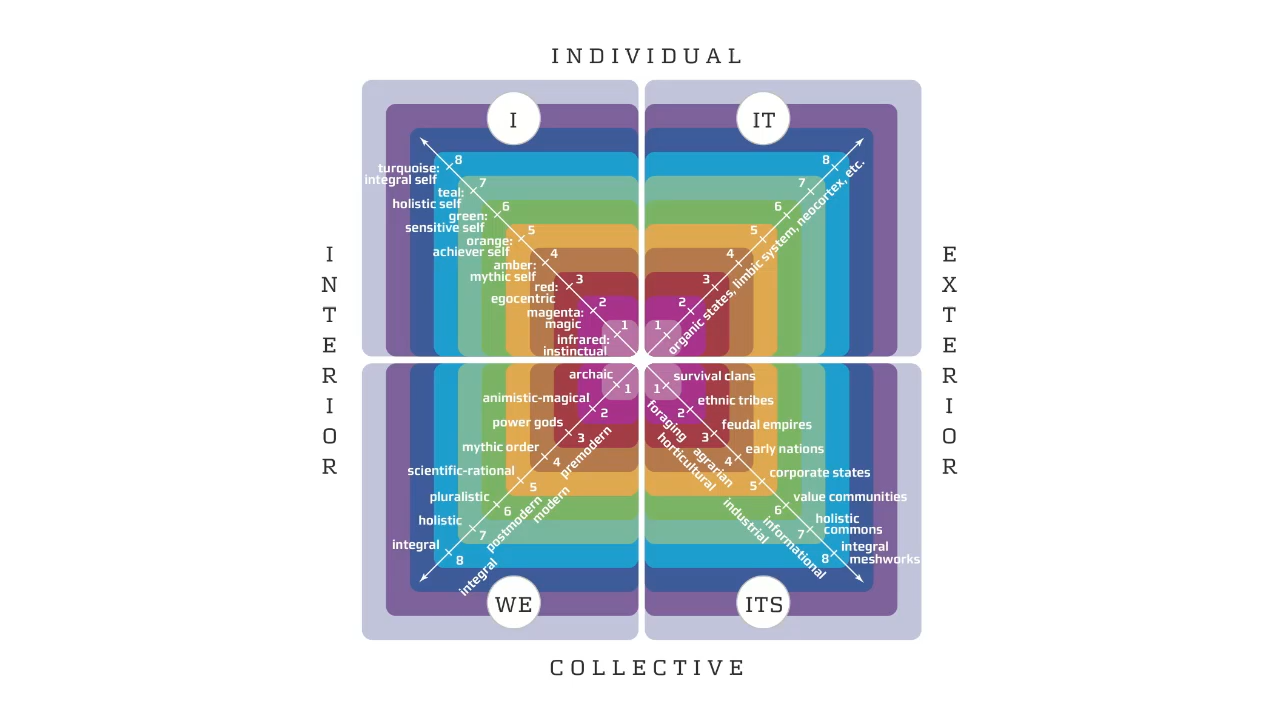 INDIVIDUAL
INTERIOR
EXTERIOR
I
8
turquoise:
integral self
7
teal:
holistic self
6
green:
sensitive self
5
orange:
achiever self
4
amber:
mythic self
3
red:
egocentric
2
magenta:
magic
1
infrared:
instinctual
IT
8
7
6
5
4
3
2
1
organic states, limbic system, neocortex, etc.
archaic
1
animistic-magical
2
power gods
3
premodern
mythic order
4
scientific-rational
5
modern
pluralistic
6
postmodern
holistic
7
integral
8
integral
WE
survival clans
1
ethnic tribes
2
foraging
feudal empires
3
horticultural
early nations
4
agrarian
corporate states
5
industrial
value communities
6
informational
holistic
commons
7
integral
meshworks
8
ITS
COLLECTIVE